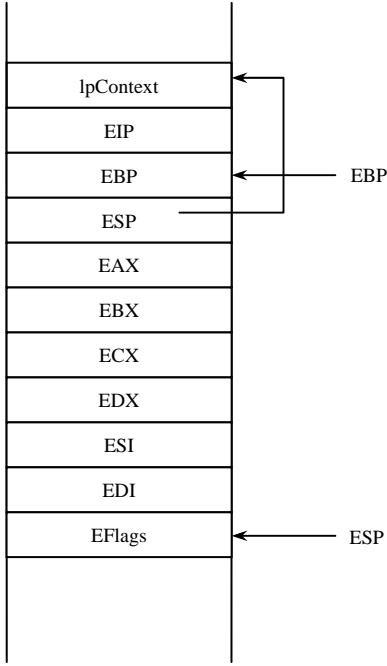 lpContext
EIP
EBP
EBP
ESP
EAX
EBX
ECX
EDX
ESI
EDI
EFlags
ESP